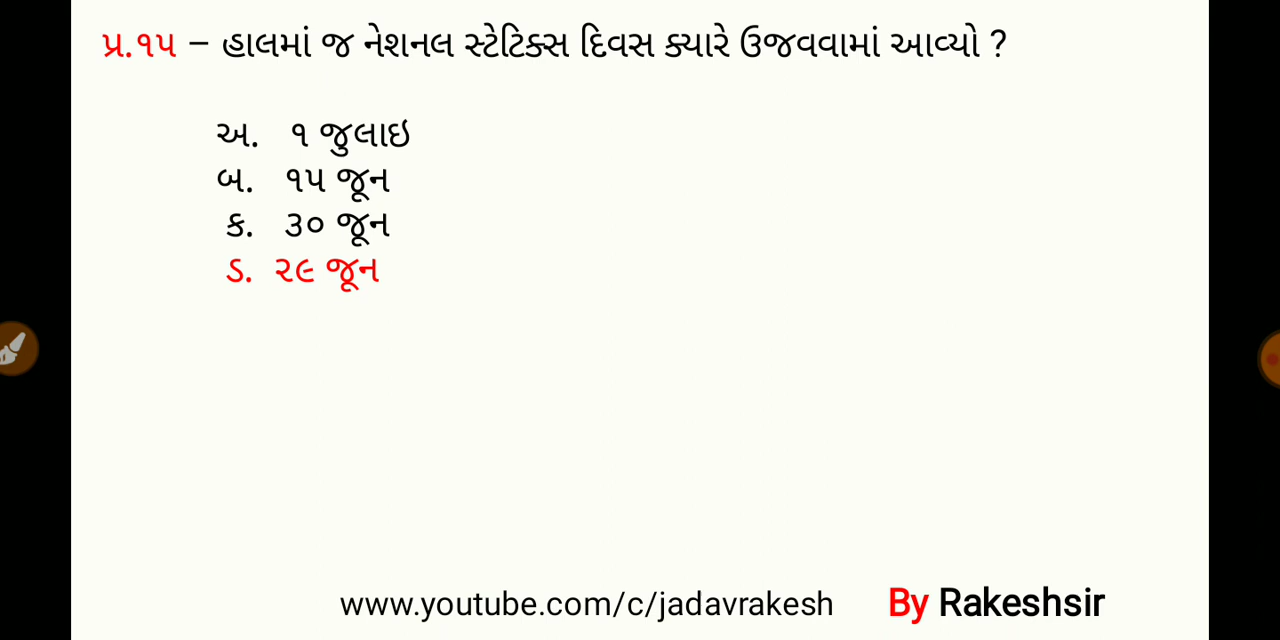 પ્ર.૧૫ – હાલમાં જ નેશનલ સ્ટેટિક્સ દિવસ ક્યારે ઉજવવામાં આવ્યો ?
અ. ૧ જુલાઇ
બ. ૧૫ જૂન
ક. ૩૦ જૂન
ડ. ૨૯ જૂન
www.youtube.com/c/jadavrakesh By Rakeshsir